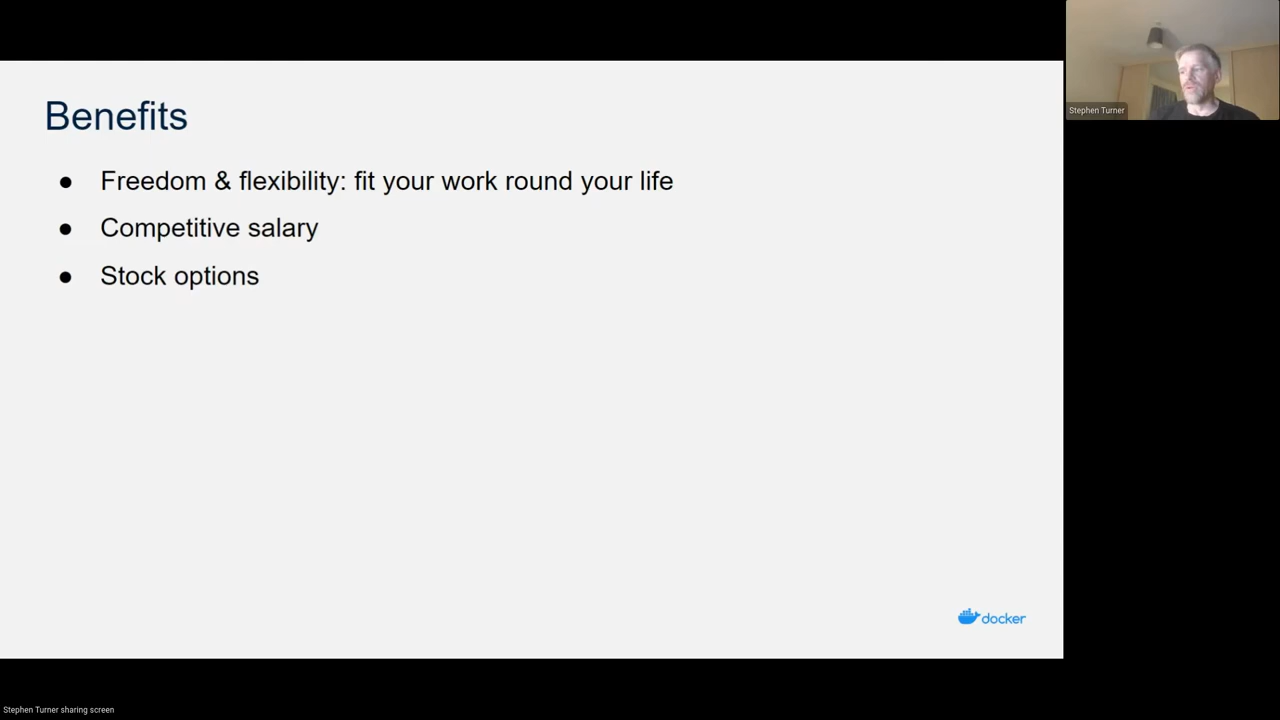 Benefits
● Freedom & flexibility: fit your work round your life
● Competitive salary
● Stock options
docker
Stephen Turner
Stephen Turner sharing screen